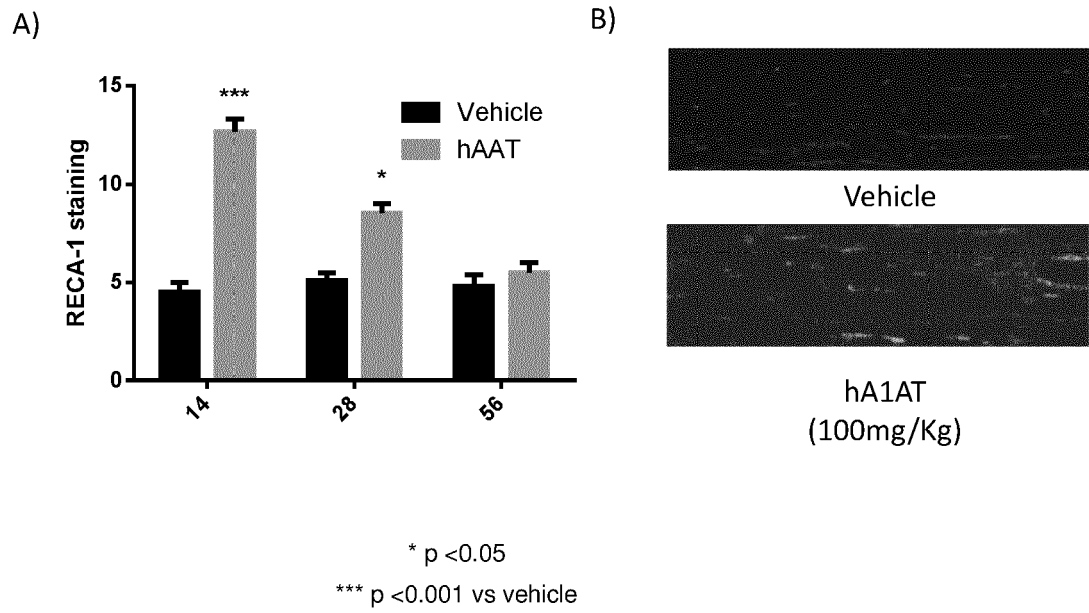 A)
RECA-1 staining
15
10
5
0
***
*
Vehicle
hAAT
14
28
56
* p <0.05
*** p <0.001 vs vehicle
B)
Vehicle
hA1AT
(100mg/Kg)